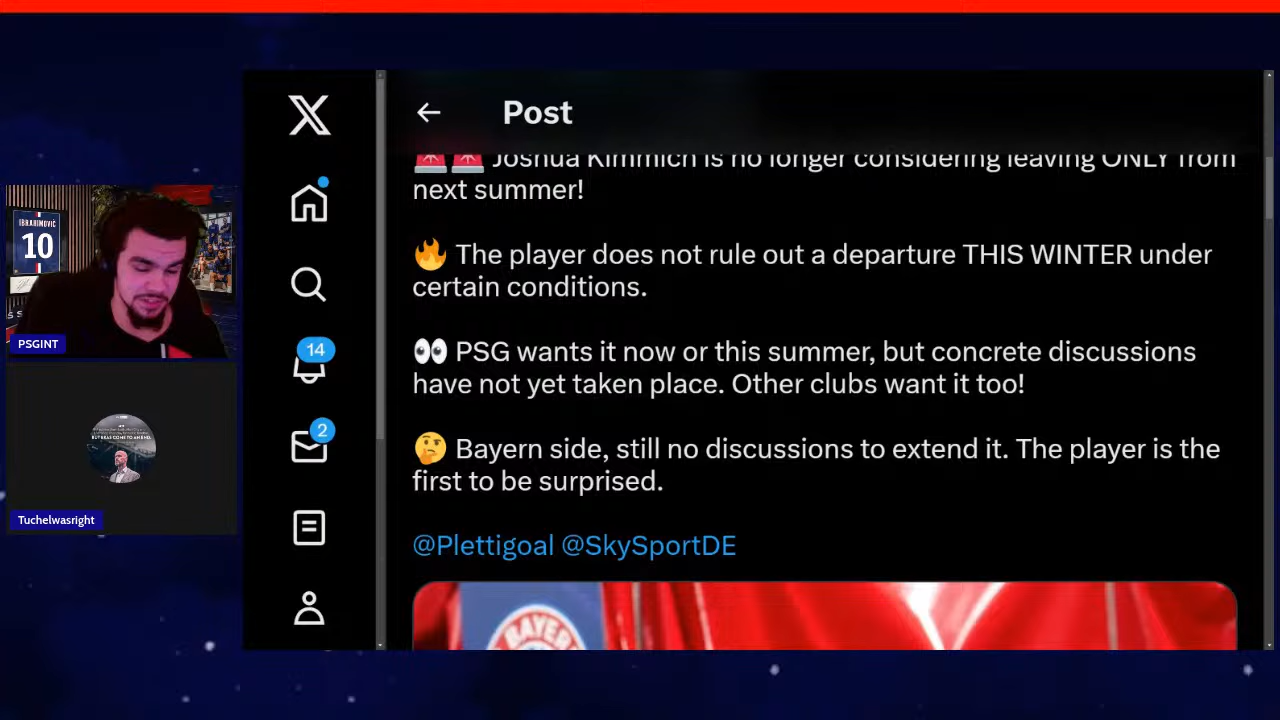 Post
Joshua Kimmich is no longer considering leaving ONLY from
next summer!
The player does not rule out a departure THIS WINTER under
certain conditions.
PSG wants it now or this summer, but concrete discussions
have not yet taken place. Other clubs want it too!
Bayern side, still no discussions to extend it. The player is the
first to be surprised.
@Plettigoal @SkySportDE
14
2
IBRAHIMOVIĆ
10
PSGINT
Tuchelwasright
BAYER